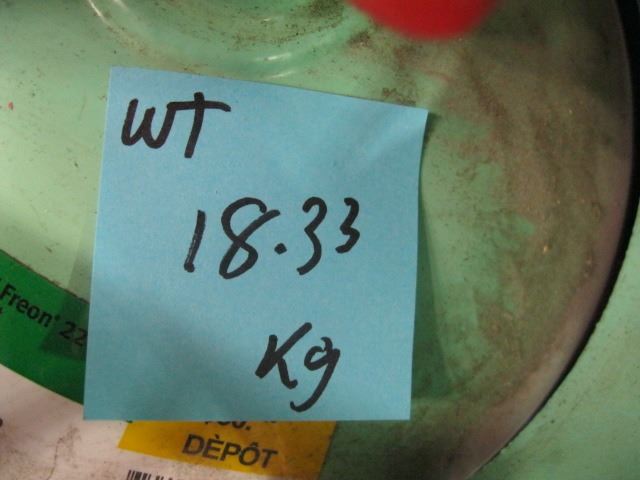 WT
18.33
Kg
Freon* 22
DÈPÔT